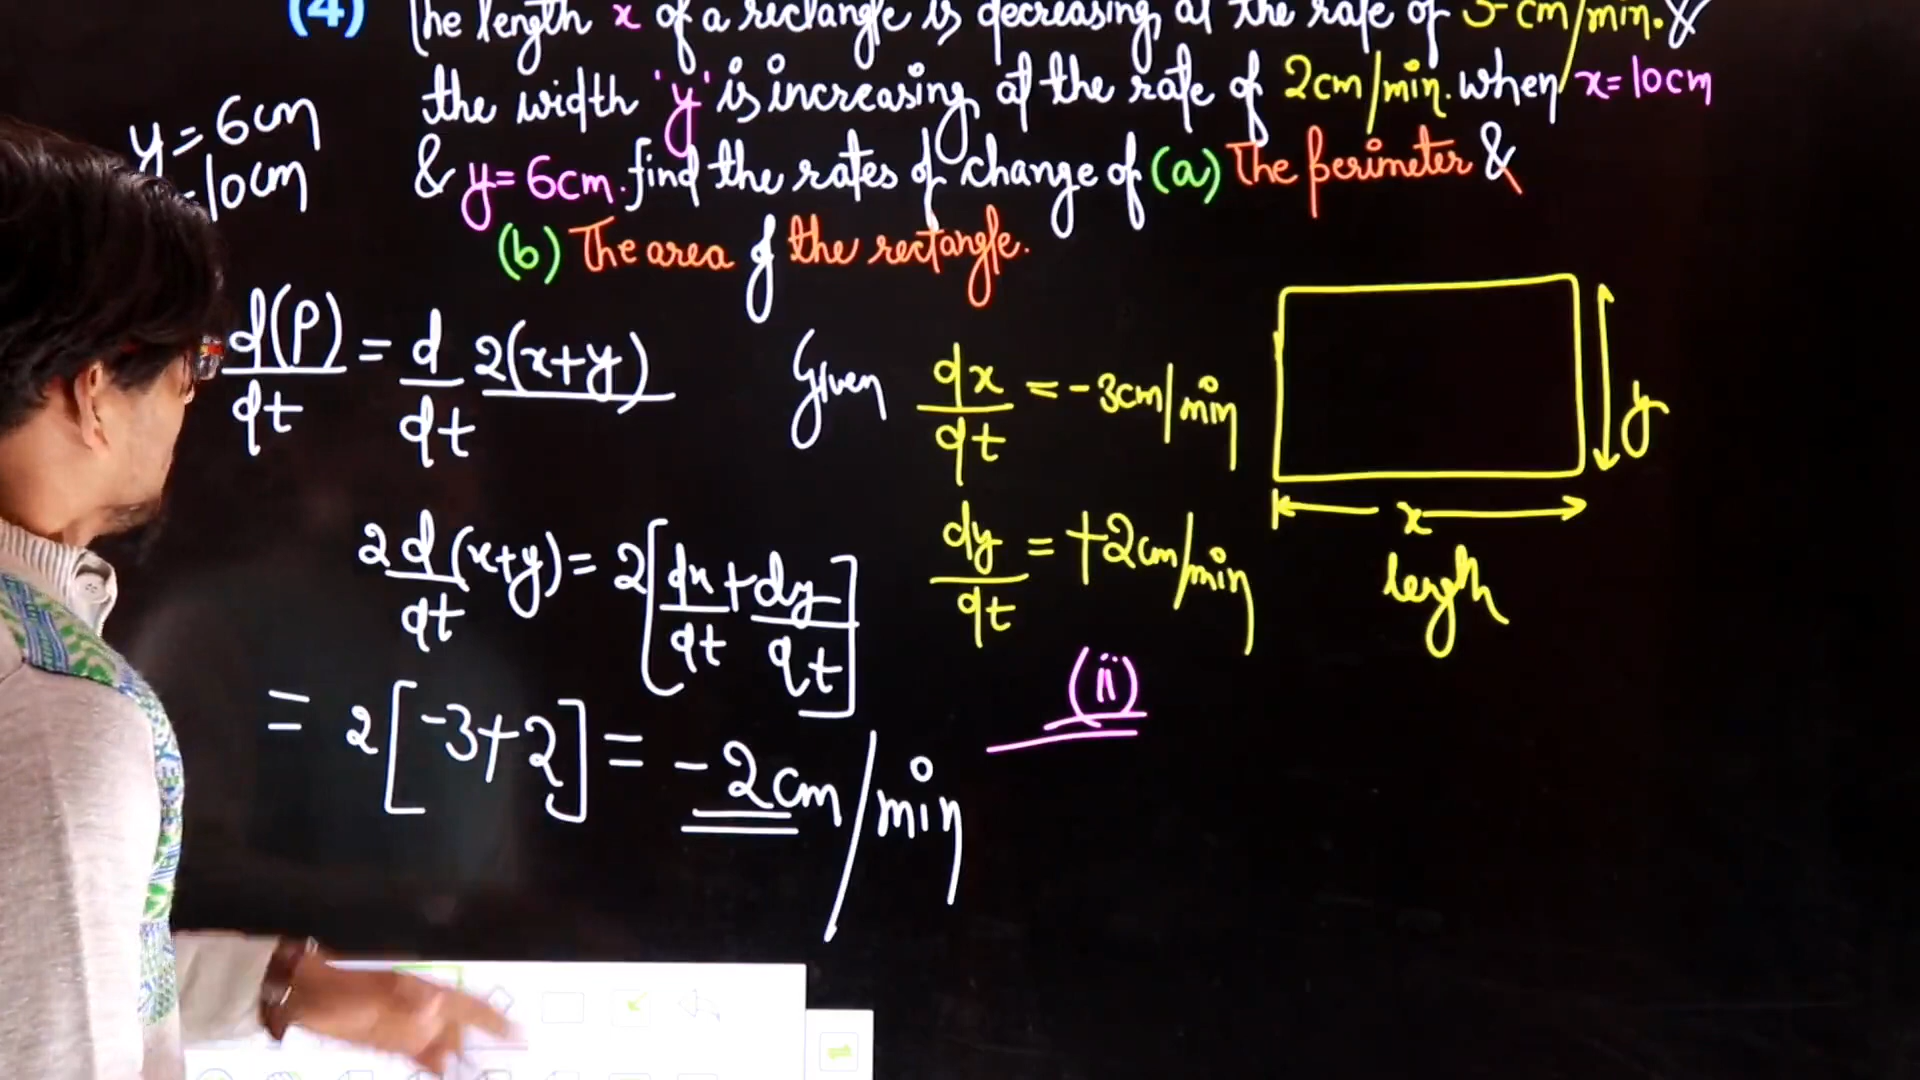 (4) The length x of a rectangle is decreasing at the rate of 3 cm/min. &
the width 'y' is increasing at the rate of 2cm/min. when x=10cm
& y=6cm. find the rates of change of (a) The perimeter &
(b) The area of the rectangle.
y = 6cm
=10cm
d(P)/dt = d/dt 2(x+y)
2 d/dt (x+y) = 2[dx/dt + dy/dt]
= 2[-3+2] = -2cm/min
Given dx/dt = -3cm/min
dy/dt = +2cm/min
(ii)
y
x
length